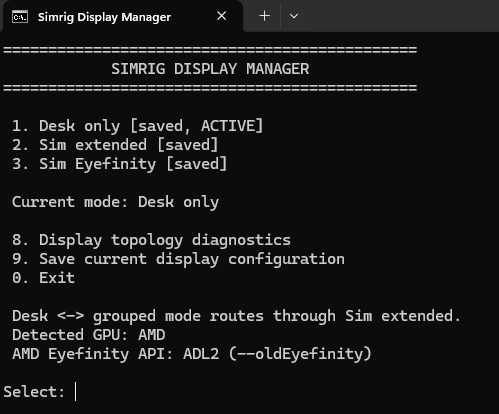 Simrig Display Manager
==============================================
SIMRIG DISPLAY MANAGER
==============================================
1. Desk only [saved, ACTIVE]
2. Sim extended [saved]
3. Sim Eyefinity [saved]
Current mode: Desk only
8. Display topology diagnostics
9. Save current display configuration
0. Exit
Desk <-> grouped mode routes through Sim extended.
Detected GPU: AMD
AMD Eyefinity API: ADL2 (--oldEyefinity)
Select: